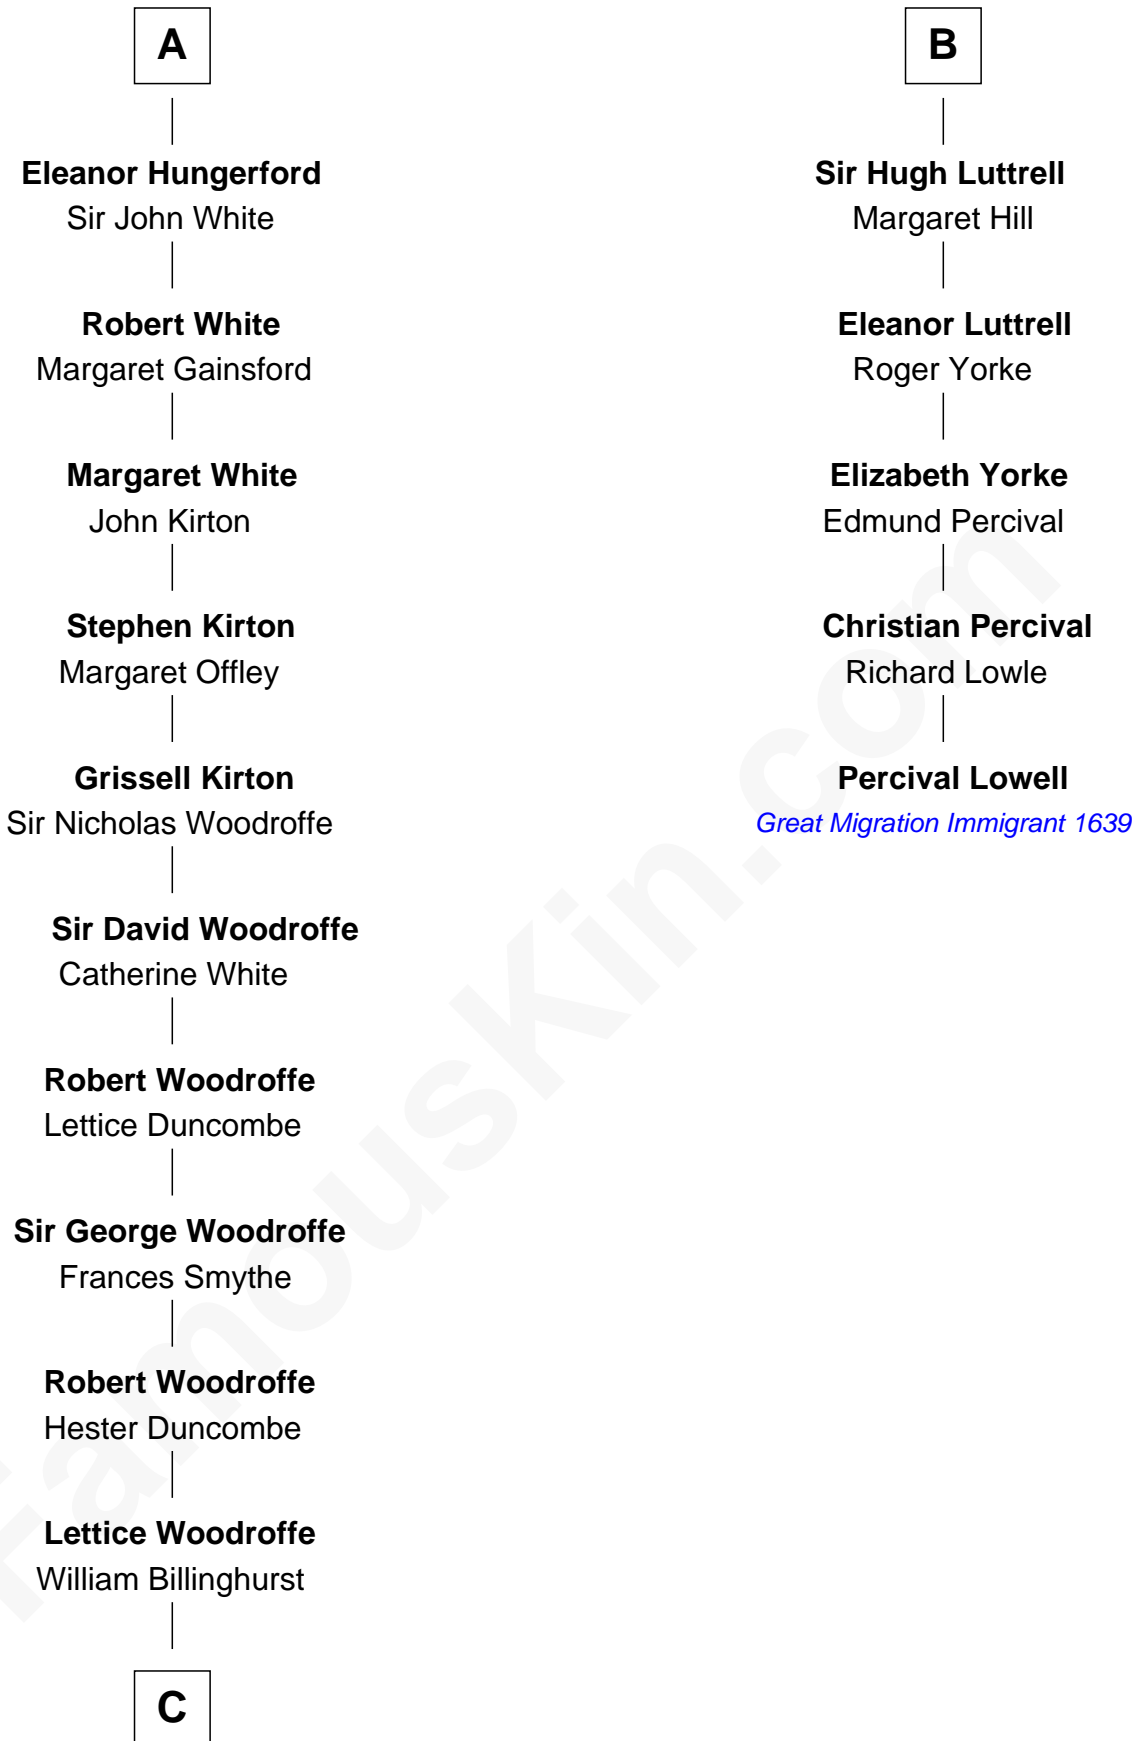 A
Eleanor Hungerford
Sir John White
Robert White
Margaret Gainsford
Margaret White
John Kirton
Stephen Kirton
Margaret Offley
Grissell Kirton
Sir Nicholas Woodroffe
Sir David Woodroffe
Catherine White
Robert Woodroffe
Lettice Duncombe
Sir George Woodroffe
Frances Smythe
Robert Woodroffe
Hester Duncombe
Lettice Woodroffe
William Billinghurst
C
B
Sir Hugh Luttrell
Margaret Hill
Eleanor Luttrell
Roger Yorke
Elizabeth Yorke
Edmund Percival
Christian Percival
Richard Lowle
Percival Lowell
Great Migration Immigrant 1639
FamousKin.com